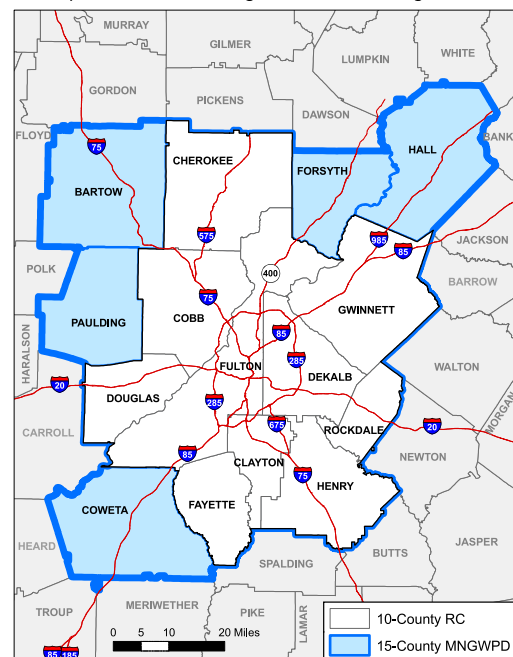 MURRAY
GILMER
LUMPKIN
WHITE
GORDON
PICKENS
DAWSON
FLOYD
BANK
75
CHEROKEE
HALL
FORSYTH
BARTOW
575
985
85
JACKSON
POLK
400
BARROW
75
GWINNETT
PAULDING
COBB
85
HARALSON
FULTON
285
WALTON
20
DEKALB
DOUGLAS
285
MORGAN
CARROLL
675
ROCKDALE
20
85
CLAYTON
NEWTON
75
HENRY
COWETA
FAYETTE
HEARD
BUTTS
JASPER
SPALDING
TROUP
MERIWETHER
PIKE
LAMAR
10-County RC
15-County MNGWPD
0 5 10 20 Miles
85 185